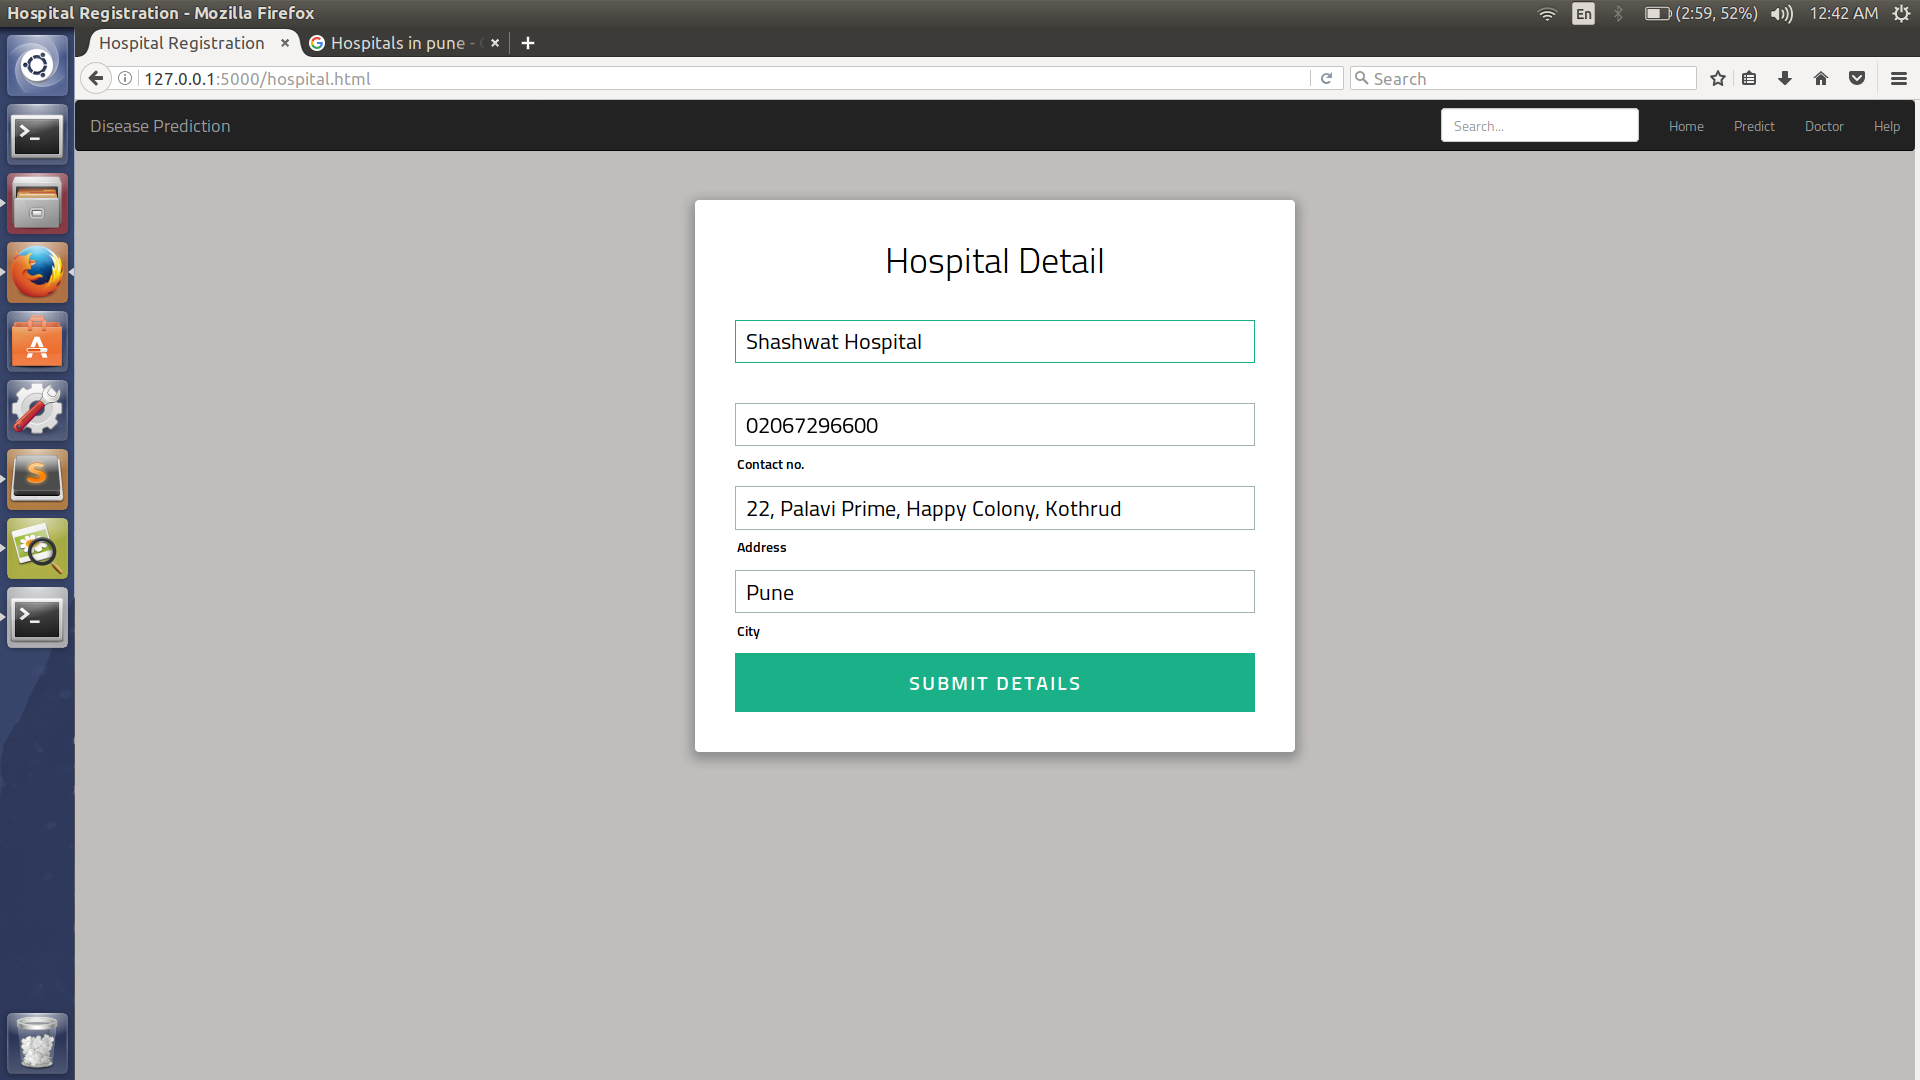 Hospital Registration - Mozilla Firefox
En
(2:59, 52%)
12:42 AM
Hospital Registration
Hospitals in pune -
127.0.0.1:5000/hospital.html
Search
Disease Prediction
Search...
Home
Predict
Doctor
Help
Hospital Detail
Shashwat Hospital
02067296600
Contact no.
22, Palavi Prime, Happy Colony, Kothrud
Address
Pune
City
SUBMIT DETAILS